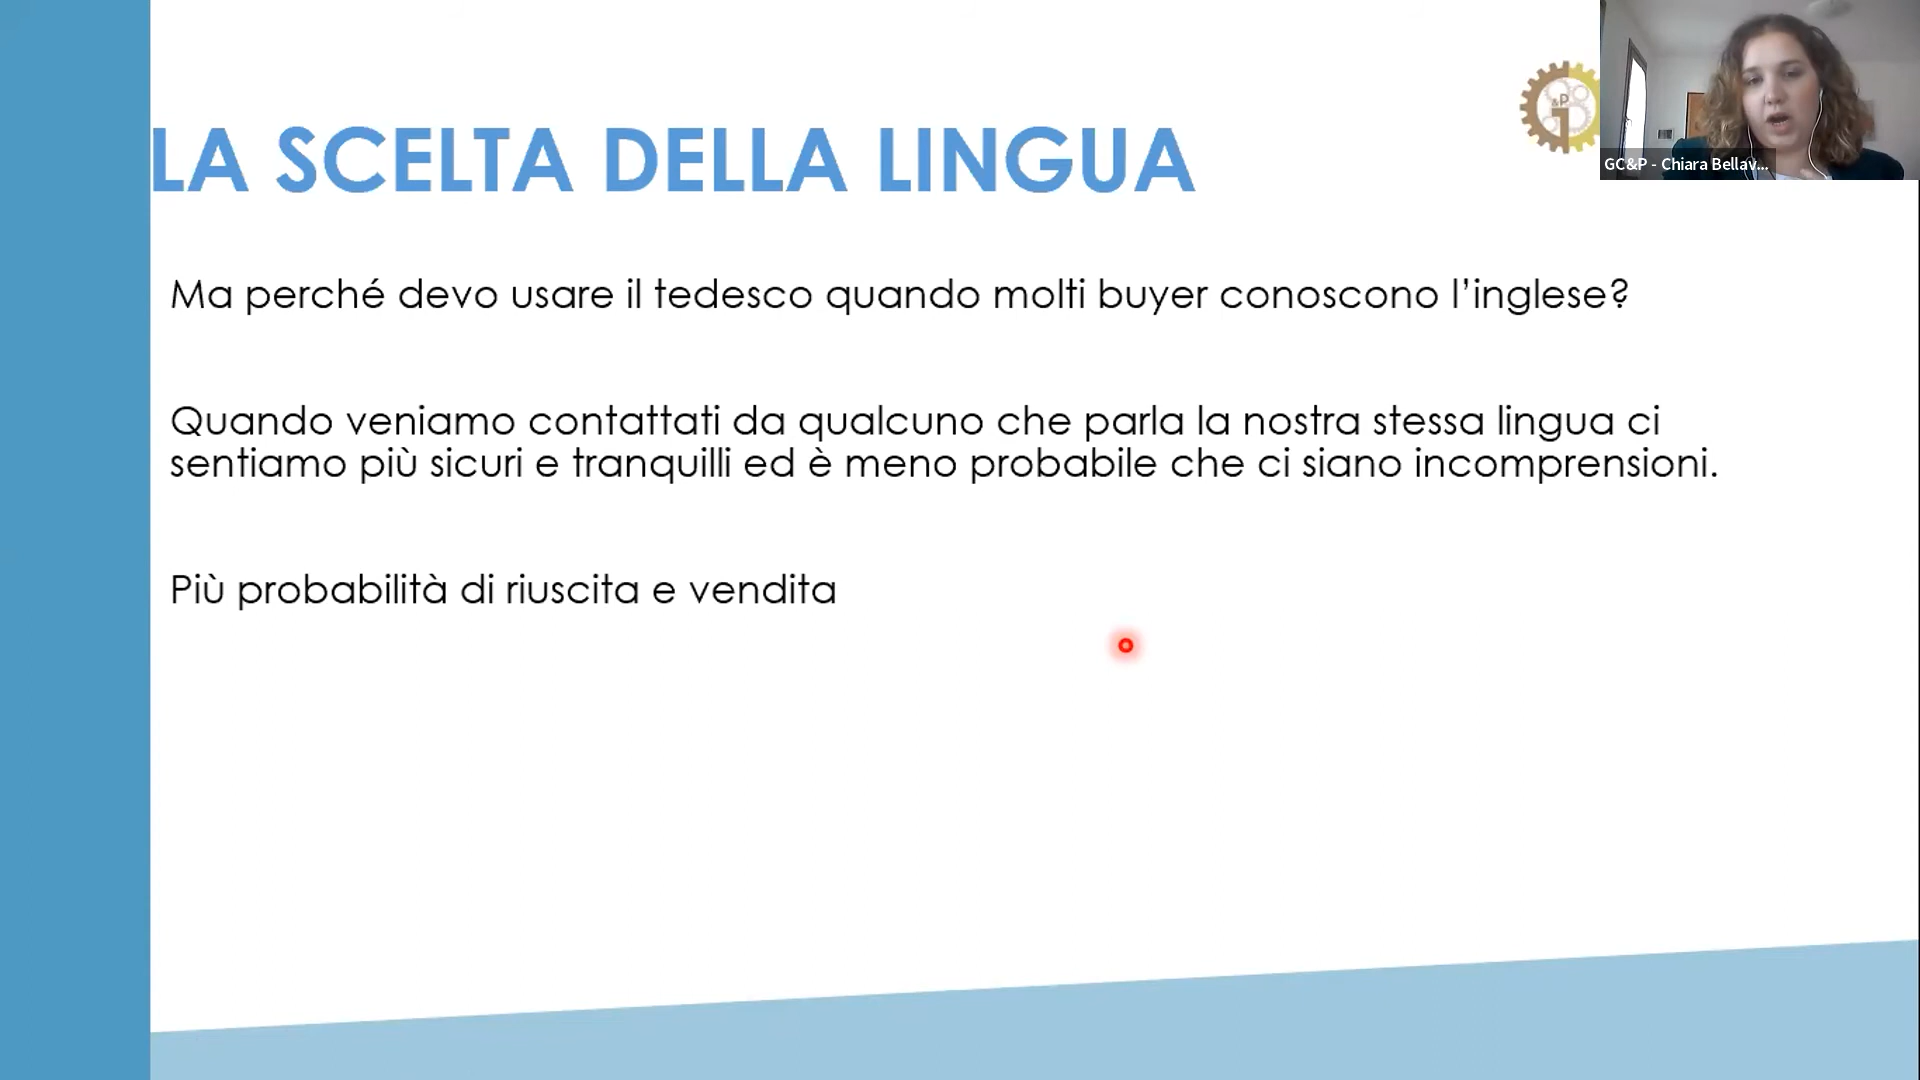 LA SCELTA DELLA LINGUA
Ma perché devo usare il tedesco quando molti buyer conoscono l’inglese?
Quando veniamo contattati da qualcuno che parla la nostra stessa lingua ci
sentiamo più sicuri e tranquilli ed è meno probabile che ci siano incomprensioni.
Più probabilità di riuscita e vendita
GC&P - Chiara Bellav...